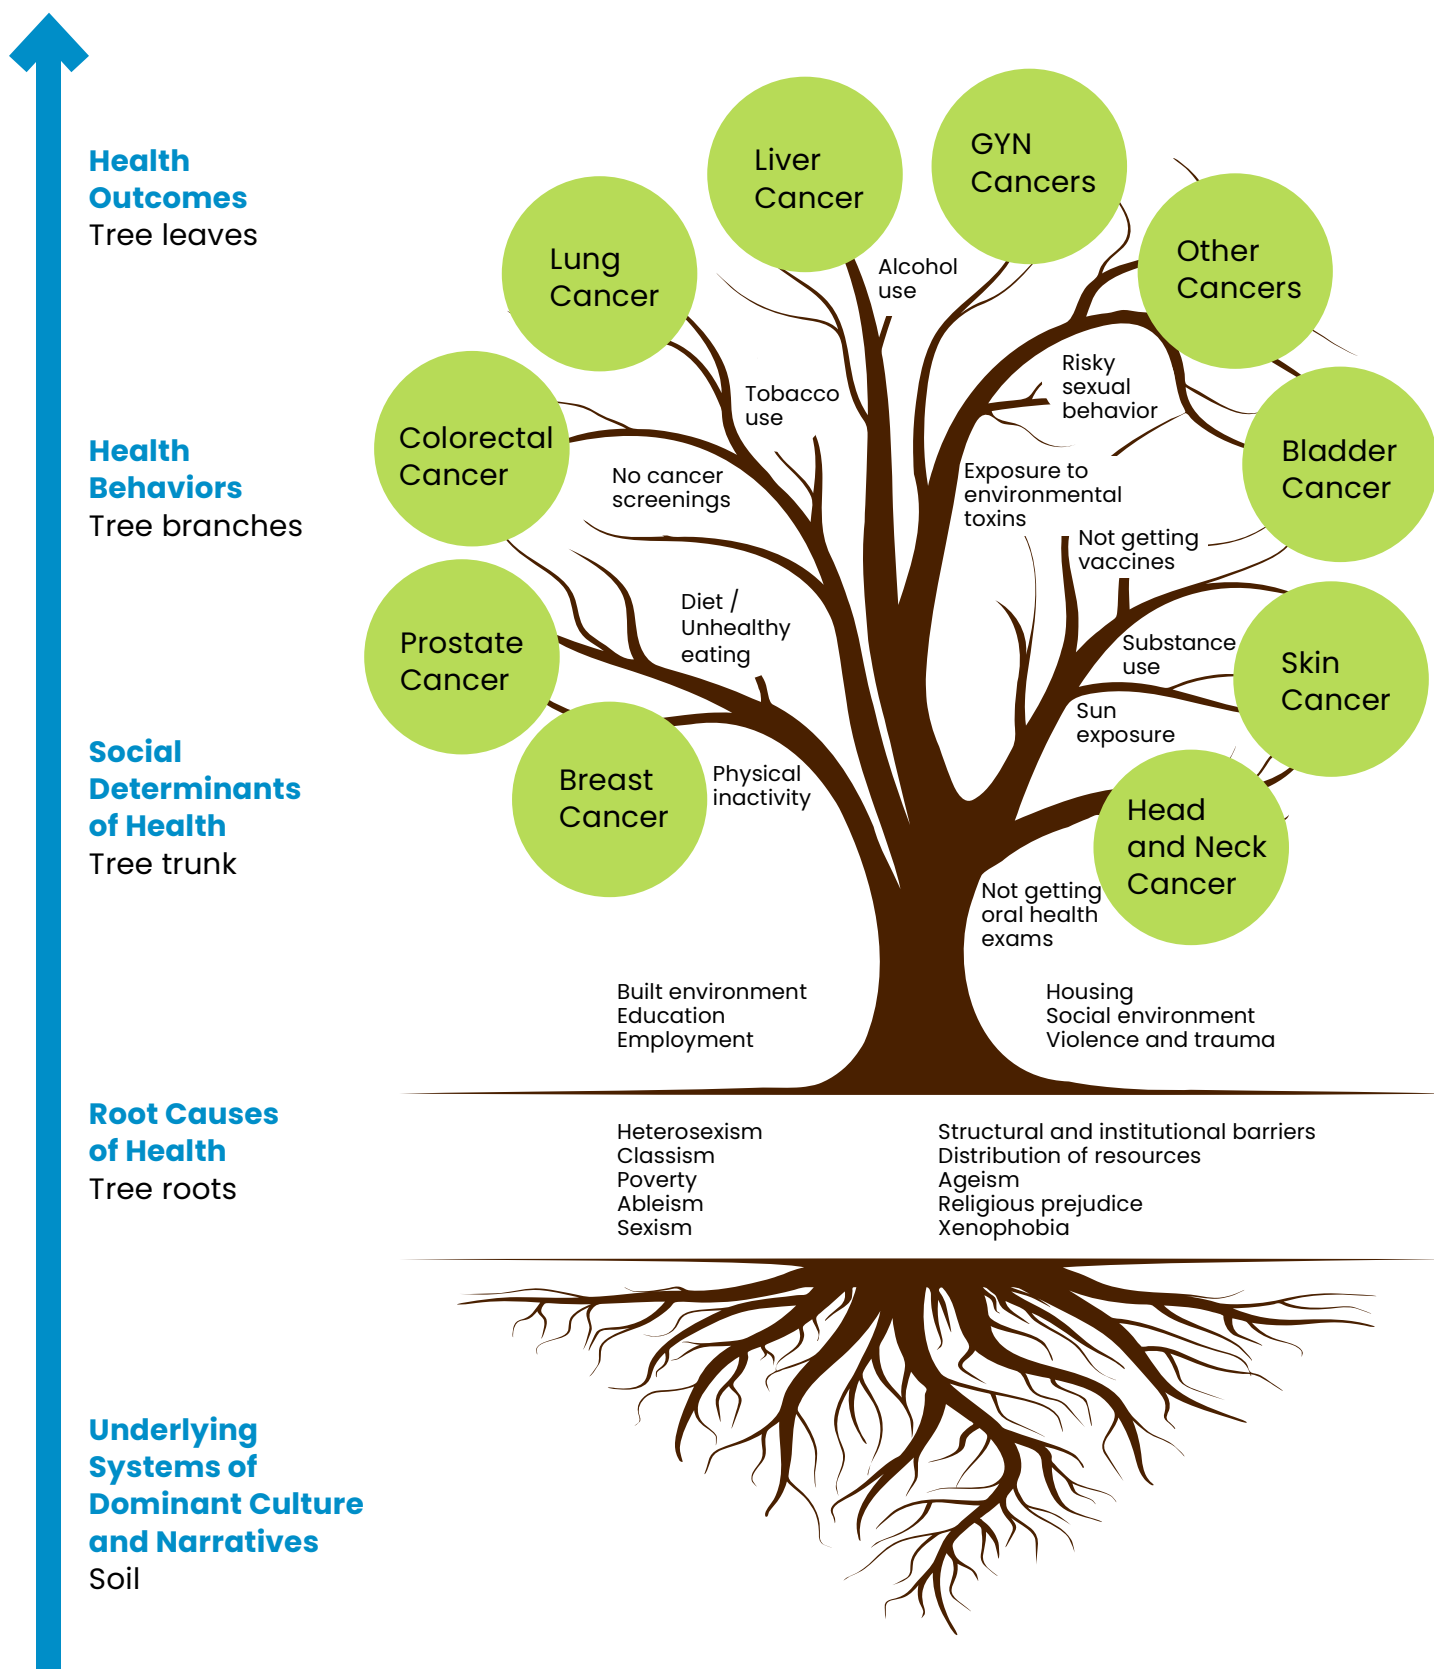 Health
Outcomes
Tree leaves
Health
Behaviors
Tree branches
Social
Determinants
of Health
Tree trunk
Root Causes
of Health
Tree roots
Underlying
Systems of
Dominant Culture
and Narratives
Soil
Liver
Cancer
GYN
Cancers
Lung
Cancer
Other
Cancers
Colorectal
Cancer
Bladder
Cancer
Prostate
Cancer
Skin
Cancer
Breast
Cancer
Head
and Neck
Cancer
Alcohol
use
Tobacco
use
Risky
sexual
behavior
No cancer
screenings
Exposure to
environmental
toxins
Not getting
vaccines
Diet /
Unhealthy
eating
Substance
use
Sun
exposure
Physical
inactivity
Not getting
oral health
exams
Built environment
Education
Employment
Housing
Social environment
Violence and trauma
Heterosexism
Classism
Poverty
Ableism
Sexism
Structural and institutional barriers
Distribution of resources
Ageism
Religious prejudice
Xenophobia